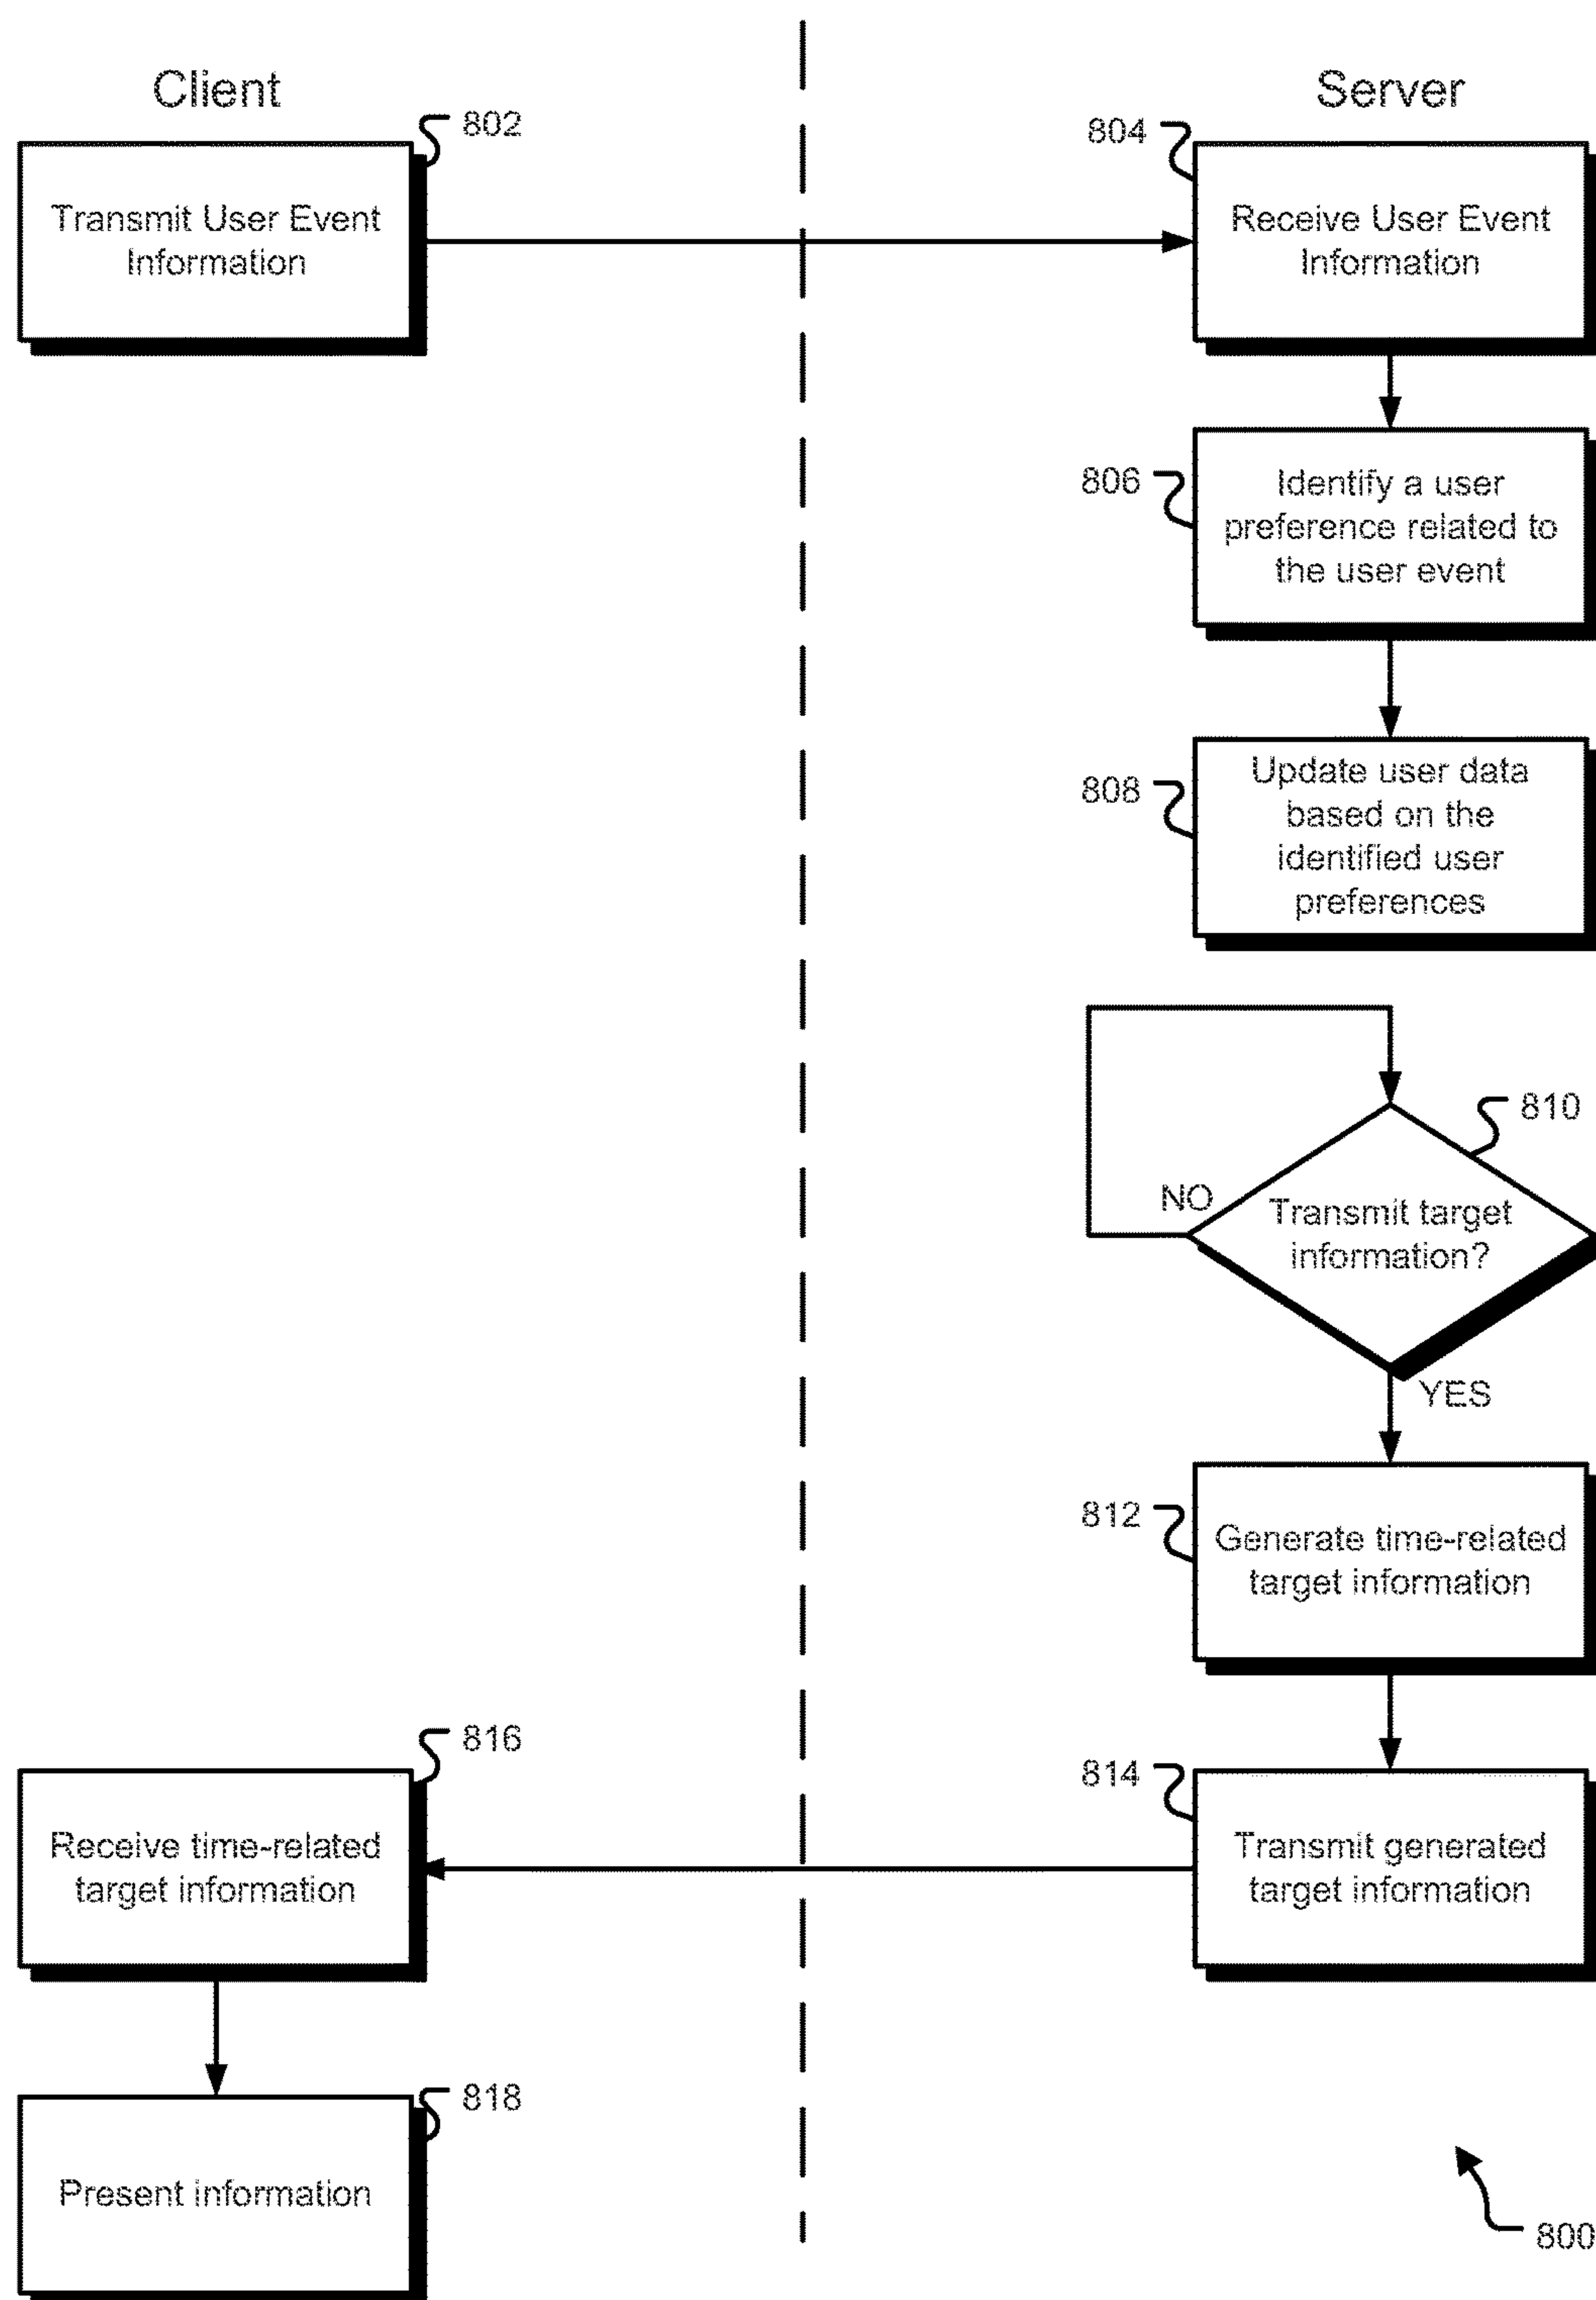 Client
Server
802
804
Transmit User Event
Information
Receive User Event
Information
806
Identify a user
preference related to
the user event
808
Update user data
based on the
identified user
preferences
810
NO
Transmit target
information?
YES
812
Generate time-related
target information
816
814
Receive time-related
target information
Transmit generated
target information
818
Present information
800